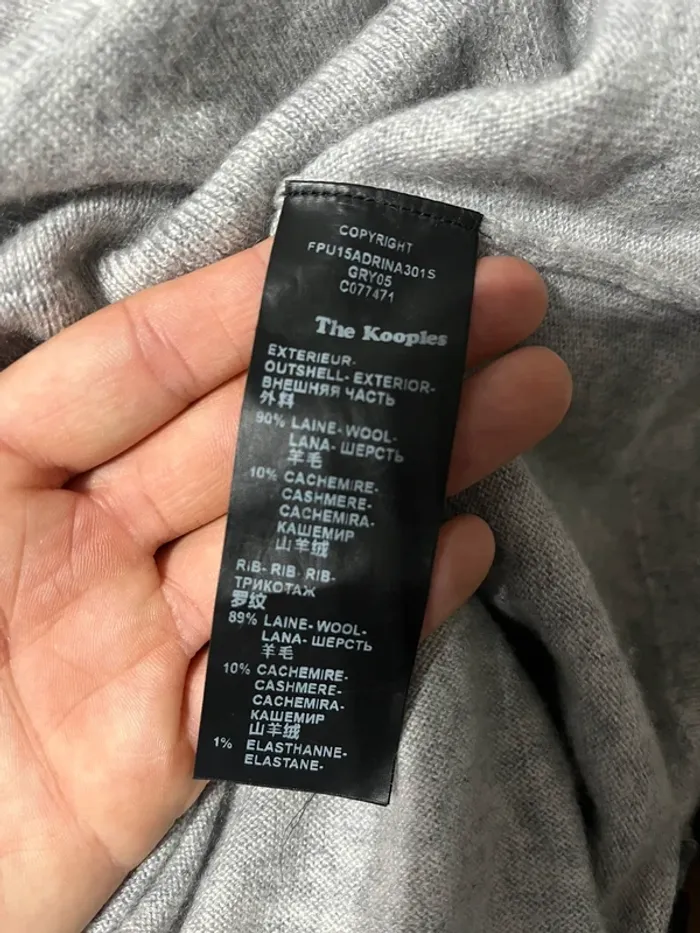 COPYRIGHT
FPU15ADRINA301S
GRY05
C077471
The Kooples
EXTERIEUR-
OUTSHELL- EXTERIOR-
ВНЕШНЯЯ ЧАСТЬ
外料
90% LAINE- WOOL-
LANA- ШЕРСТЬ
羊毛
10% CACHEMIRE-
CASHMERE-
CACHEMIRA-
КАШЕМИР
山羊绒
RIB- RIB- RIB-
ТРИКОТАЖ
罗纹
89% LAINE- WOOL-
LANA- ШЕРСТЬ
羊毛
10% CACHEMIRE-
CASHMERE-
CACHEMIRA-
КАШЕМИР
山羊绒
1% ELASTHANNE-
ELASTANE-